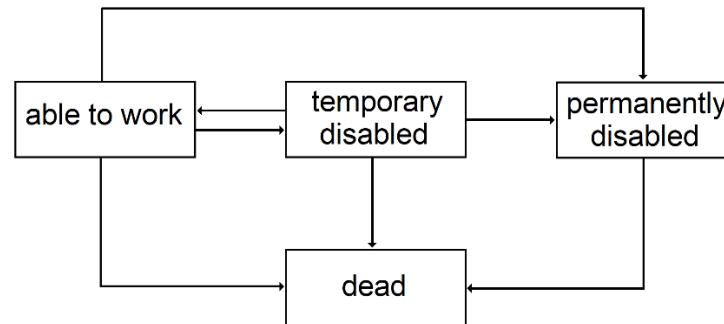 able to work
temporary
disabled
permanently
disabled
dead